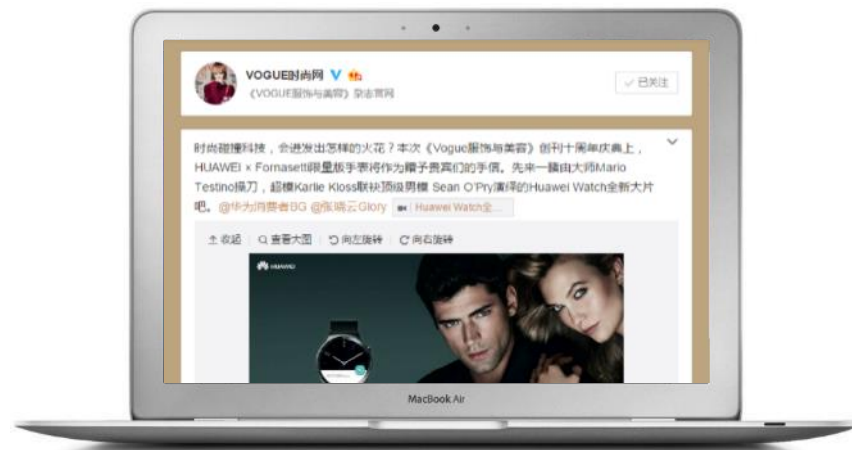 VOGUE时尚网
《VOGUE服饰与美容》杂志官网
已关注
时尚碰撞科技，会迸发出怎样的火花？本次《Vogue服饰与美容》创刊十周年庆典上，
HUAWEI × Fornasetti限量版手表将作为赠予贵宾们的手信。先来一睹由大师Mario
Testino操刀，超模Karlie Kloss联袂顶级男模 Sean O'Pry演绎的Huawei Watch全新大片
吧。@华为消费者BG @张晓云Glory Huawei Watch全...
收起 查看大图 向左旋转 向右旋转
HUAWEI
MacBook Air